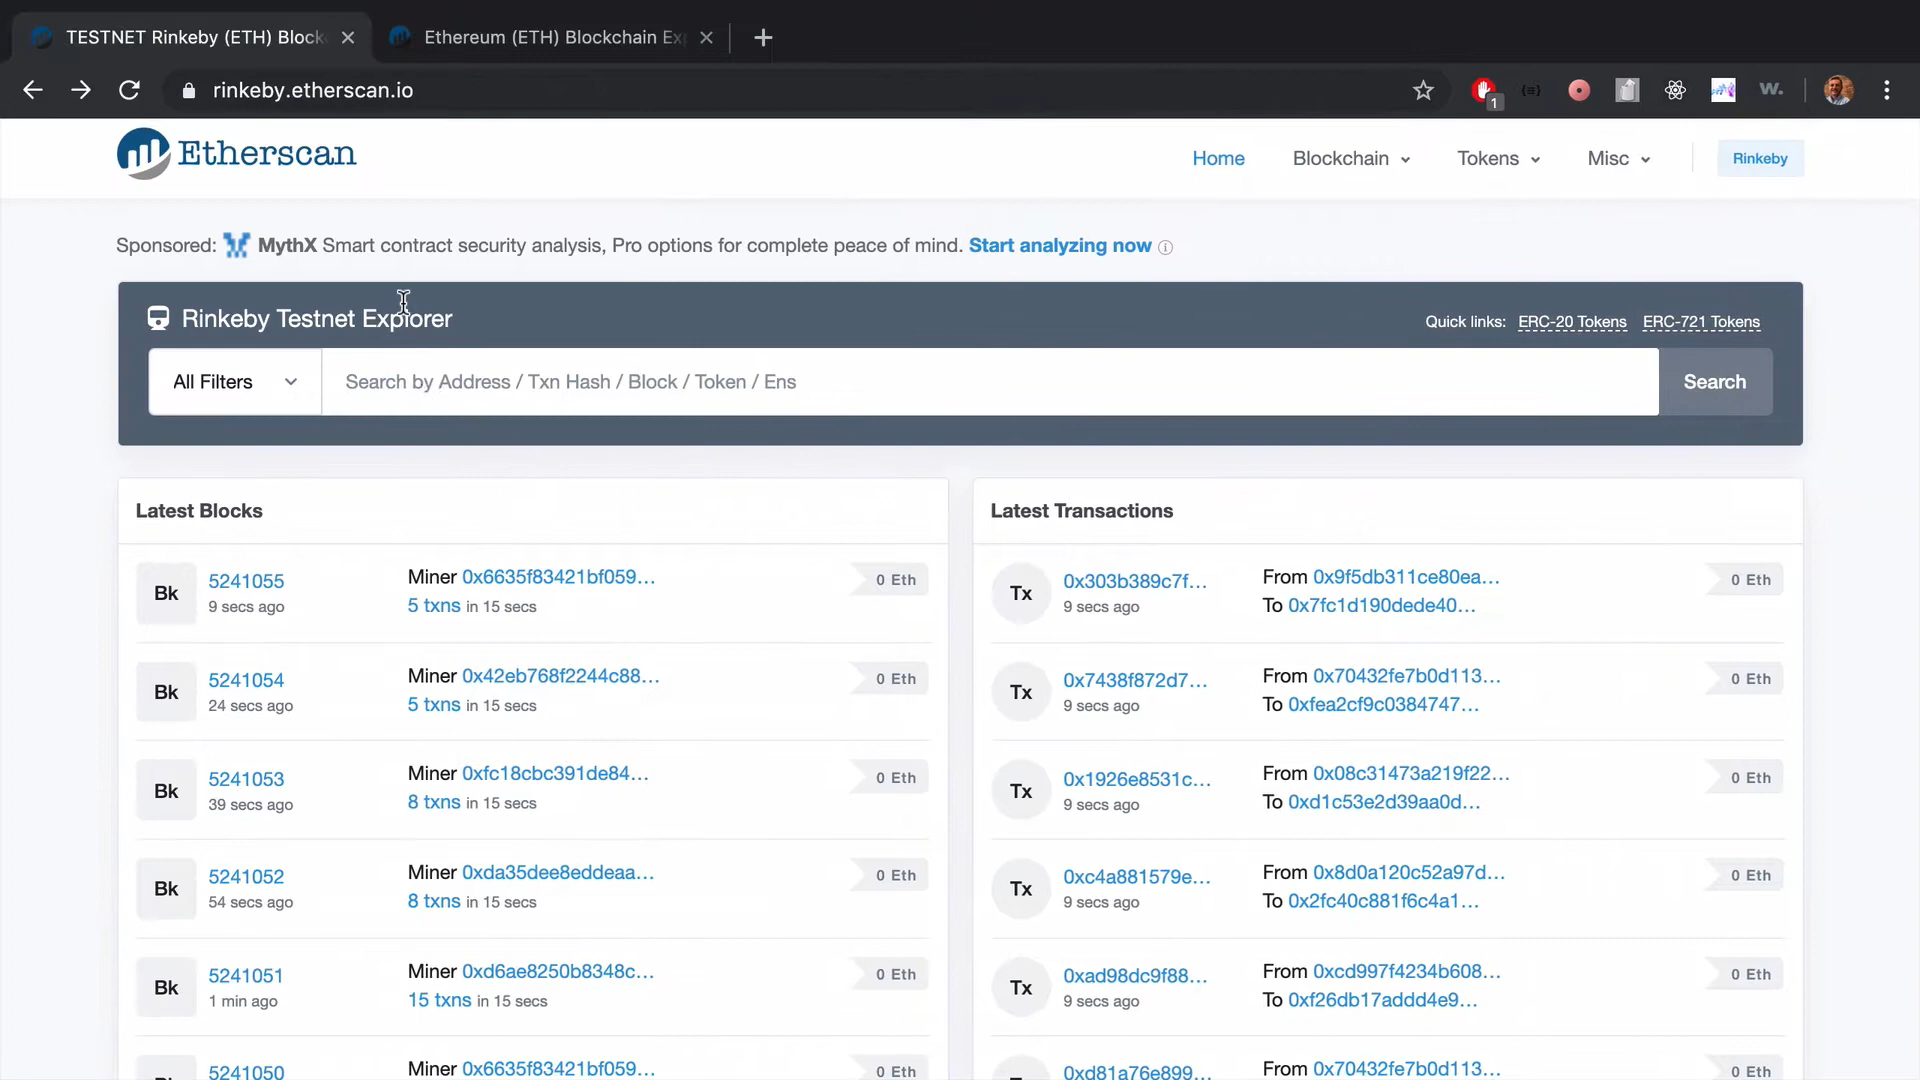 TESTNET Rinkeby (ETH) Block
Ethereum (ETH) Blockchain Ex
rinkeby.etherscan.io
1
w.
Etherscan
Home
Blockchain
Tokens
Misc
Rinkeby
Sponsored: MythX Smart contract security analysis, Pro options for complete peace of mind. Start analyzing now
Rinkeby Testnet Explorer
Quick links: ERC-20 Tokens ERC-721 Tokens
All Filters
Search by Address / Txn Hash / Block / Token / Ens
Search
Latest Blocks
Bk
5241055
9 secs ago
Miner 0x6635f83421bf059...
5 txns in 15 secs
0 Eth
Bk
5241054
24 secs ago
Miner 0x42eb768f2244c88...
5 txns in 15 secs
0 Eth
Bk
5241053
39 secs ago
Miner 0xfc18cbc391de84...
8 txns in 15 secs
0 Eth
Bk
5241052
54 secs ago
Miner 0xda35dee8eddeaa...
8 txns in 15 secs
0 Eth
Bk
5241051
1 min ago
Miner 0xd6ae8250b8348c...
15 txns in 15 secs
0 Eth
5241050
Miner 0x6635f83421bf059...
0 Eth
Latest Transactions
Tx
0x303b389c7f...
9 secs ago
From 0x9f5db311ce80ea...
To 0x7fc1d190dede40...
0 Eth
Tx
0x7438f872d7...
9 secs ago
From 0x70432fe7b0d113...
To 0xfea2cf9c0384747...
0 Eth
Tx
0x1926e8531c...
9 secs ago
From 0x08c31473a219f22...
To 0xd1c53e2d39aa0d...
0 Eth
Tx
0xc4a881579e...
9 secs ago
From 0x8d0a120c52a97d...
To 0x2fc40c881f6c4a1...
0 Eth
Tx
0xad98dc9f88...
9 secs ago
From 0xcd997f4234b608...
To 0xf26db17addd4e9...
0 Eth
0xd81a76e899...
From 0x70432fe7b0d113...
0 Eth